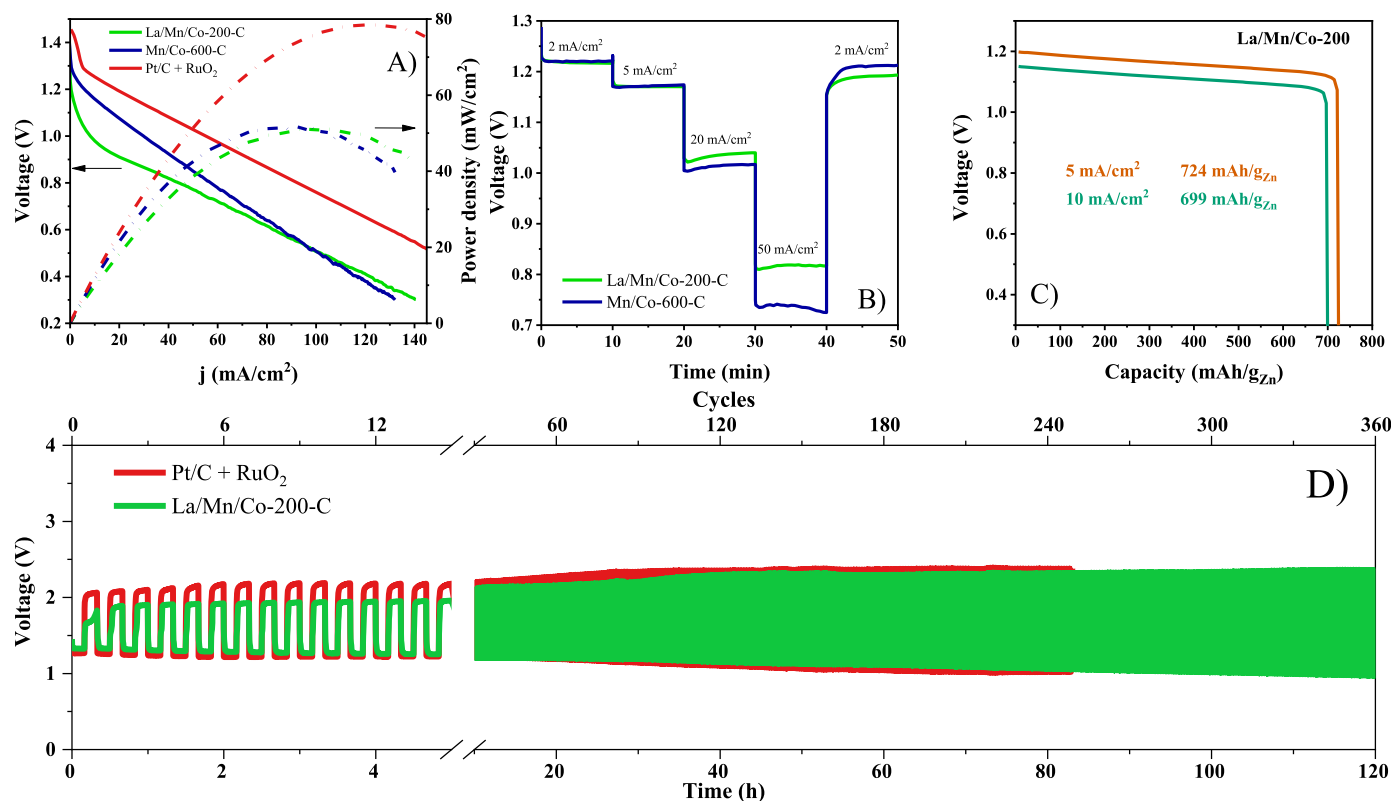 La/Mn/Co-200-C
Mn/Co-600-C
Pt/C + RuO₂
A)
Voltage (V)
1.4
1.2
1.0
0.8
0.6
0.4
0.2
0 20 40 60 80 100 120 140
j (mA/cm²)
80
60
40
20
0
Power density (mW/cm²)
2 mA/cm²
5 mA/cm²
20 mA/cm²
50 mA/cm²
2 mA/cm²
La/Mn/Co-200-C
Mn/Co-600-C
B)
Voltage (V)
1.3
1.2
1.1
1.0
0.9
0.8
0.7
0 10 20 30 40 50
Time (min)
La/Mn/Co-200
5 mA/cm² 724 mAh/gZn
10 mA/cm² 699 mAh/gZn
C)
Voltage (V)
1.2
1.0
0.8
0.6
0.4
0 100 200 300 400 500 600 700 800
Capacity (mAh/gZn)
Cycles
0 6 12 60 120 180 240 300 360
Pt/C + RuO₂
La/Mn/Co-200-C
D)
Voltage (V)
4
3
2
1
0
0 2 4 20 40 60 80 100 120
Time (h)